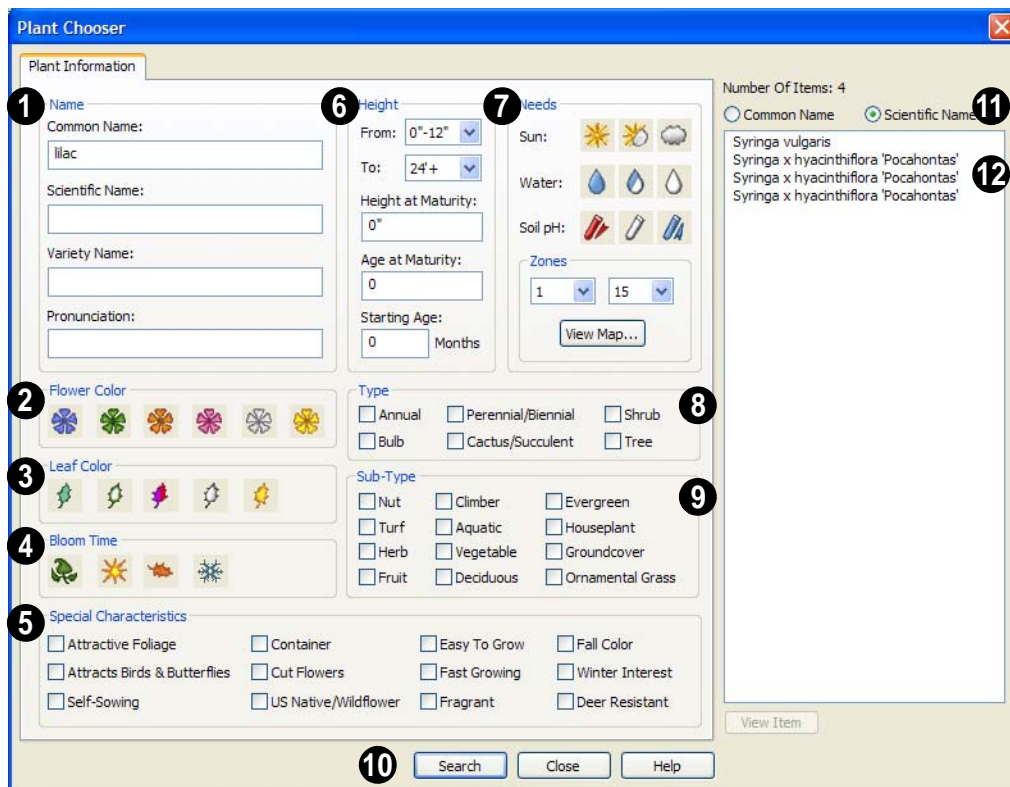 Plant Chooser
Plant Information
1 Name
Common Name:
lilac
Scientific Name:
Variety Name:
Pronunciation:
6 Height
From: 0"-12"
To: 24'+
Height at Maturity:
0"
Age at Maturity:
0
Starting Age:
0 Months
7 Needs
Sun:
Water:
Soil pH:
Zones
1 15
View Map...
2 Flower Color
3 Leaf Color
4 Bloom Time
Type 8
Annual Perennial/Biennial Shrub
Bulb Cactus/Succulent Tree
Sub-Type 9
Nut Climber Evergreen
Turf Aquatic Houseplant
Herb Vegetable Groundcover
Fruit Deciduous Ornamental Grass
5 Special Characteristics
Attractive Foliage Container Easy To Grow Fall Color
Attracts Birds & Butterflies Cut Flowers Fast Growing Winter Interest
Self-Sowing US Native/Wildflower Fragrant Deer Resistant
10 Search Close Help
Number Of Items: 4
Common Name Scientific Name 11
Syringa vulgaris
Syringa x hyacinthiflora 'Pocahontas'
Syringa x hyacinthiflora 'Pocahontas' 12
Syringa x hyacinthiflora 'Pocahontas'
View Item